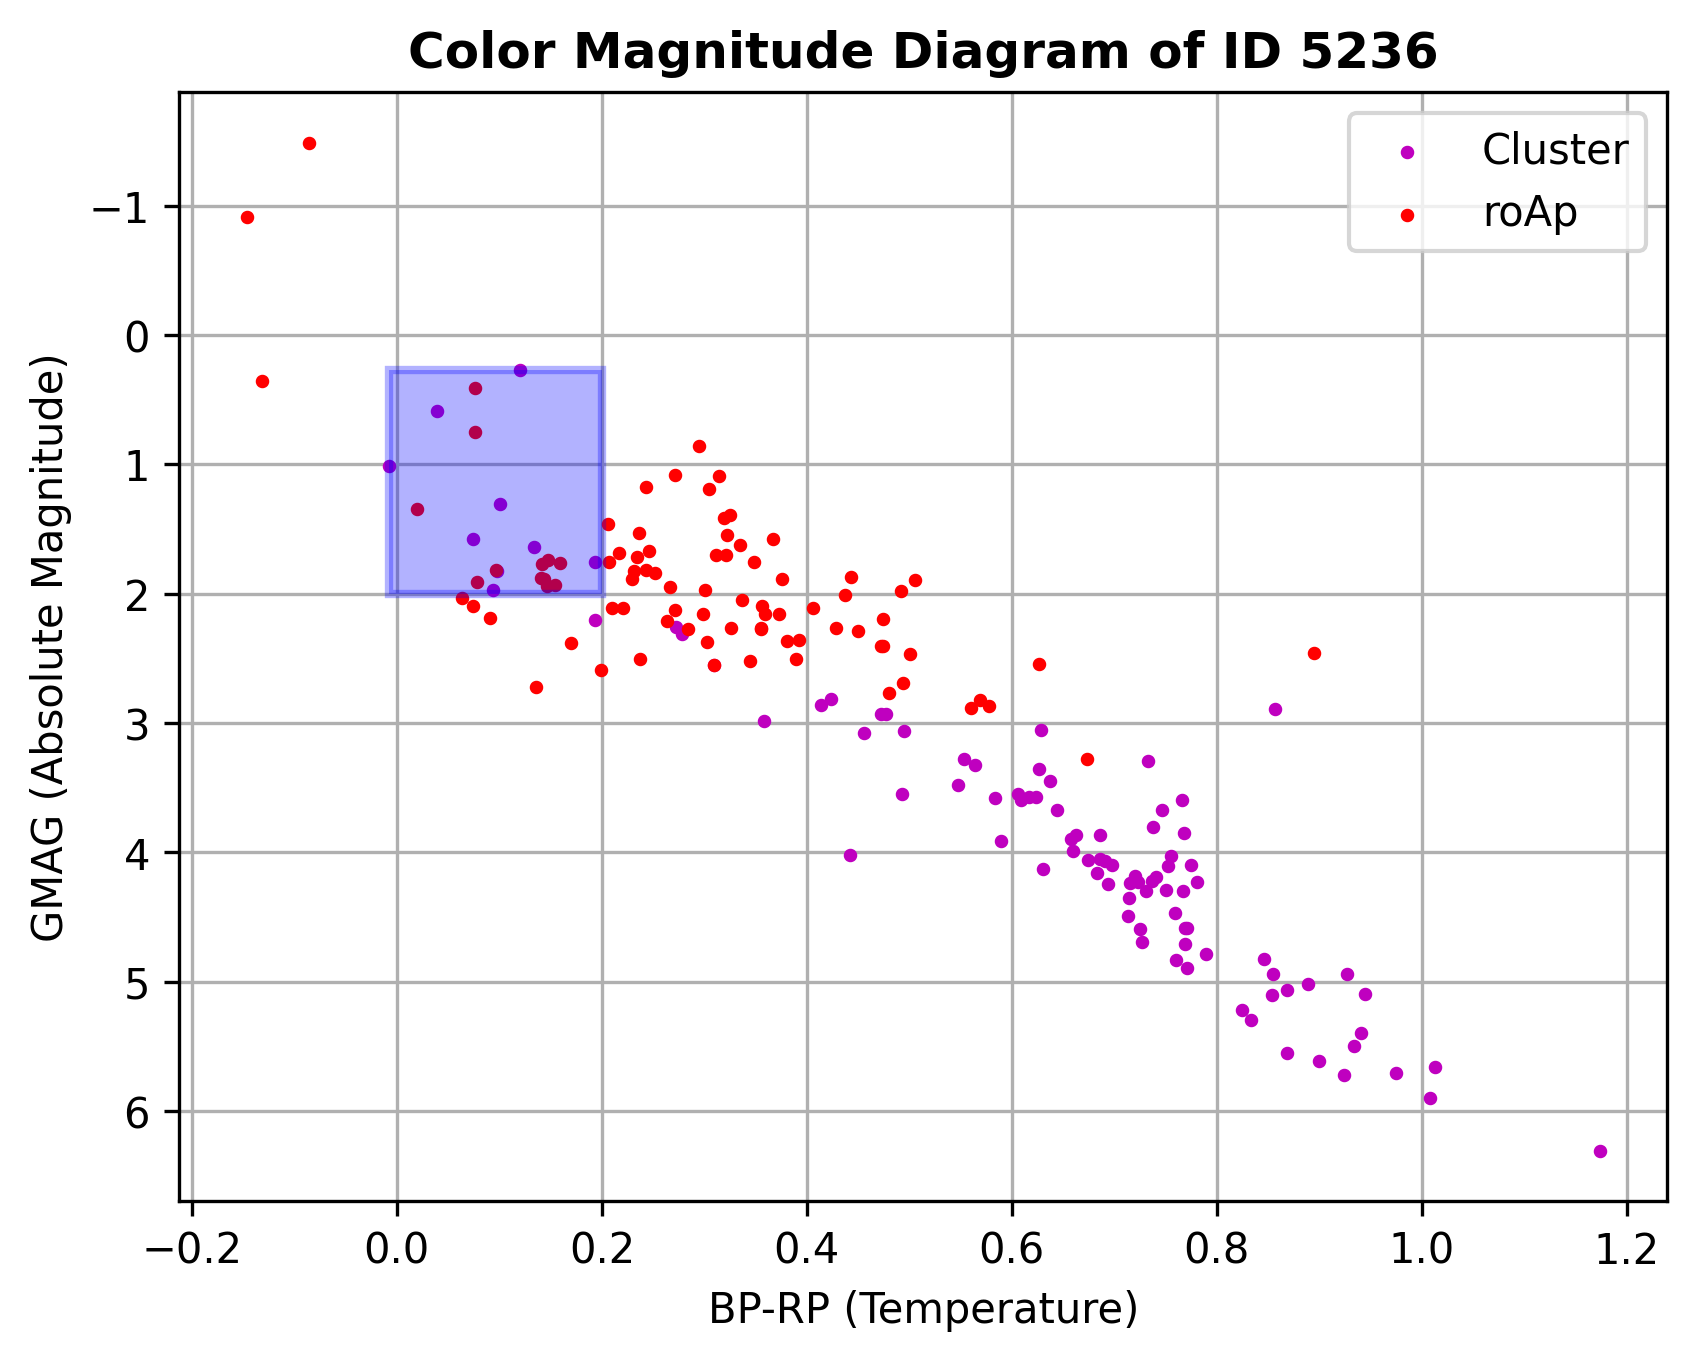 Color Magnitude Diagram of ID 5236
Cluster
roAp
−1
0
1
2
3
4
5
6
GMAG (Absolute Magnitude)
−0.2 0.0 0.2 0.4 0.6 0.8 1.0 1.2
BP-RP (Temperature)